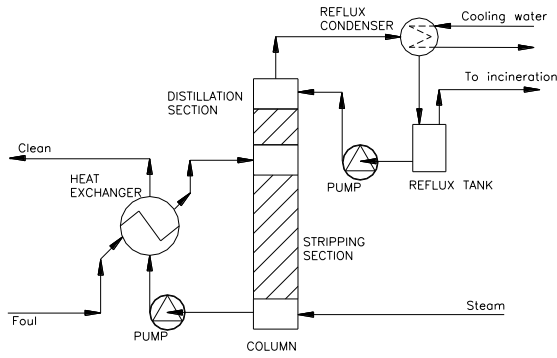 REFLUX
CONDENSER
Cooling water
To incineration
DISTILLATION
SECTION
Clean
HEAT
EXCHANGER
PUMP
REFLUX TANK
STRIPPING
SECTION
Steam
Foul
PUMP
COLUMN